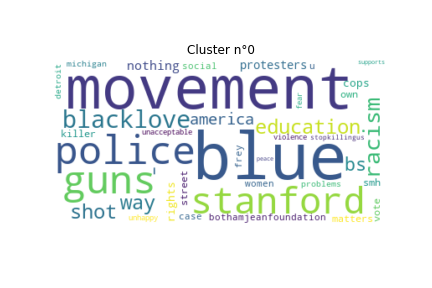 Cluster n°0
michigan
nothing
social
protesters
u
supports
detroit
movement
fear
cops
own
racism
blacklove
america
education
killer
unacceptable
violence
stopkillingus
police
blue
frey
peace
bs
guns
l
street
women
problems
smh
shot
way
rights
stanford
vote
unhappy
case
bothamjeanfoundation
matters